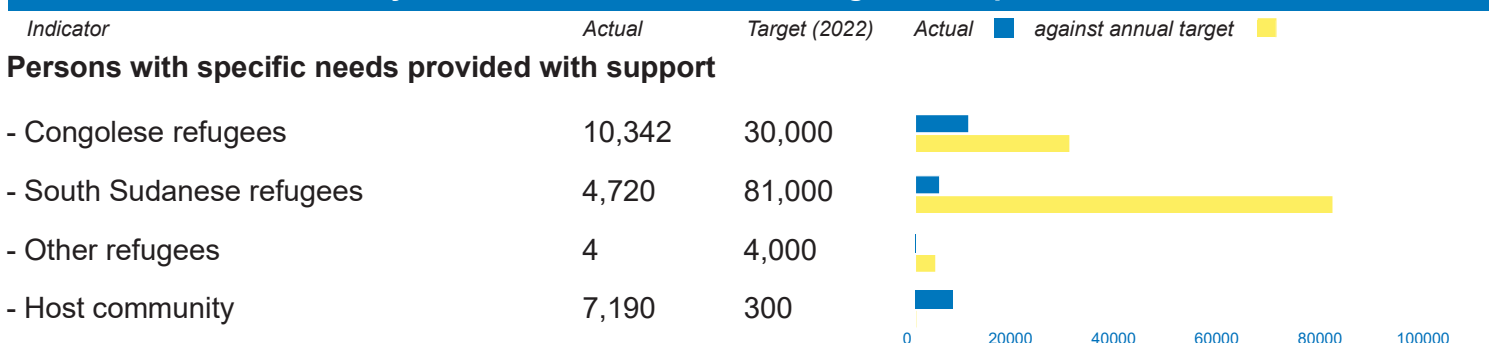 Indicator Actual Target (2022) Actual against annual target
Persons with specific needs provided with support
- Congolese refugees 10,342 30,000
- South Sudanese refugees 4,720 81,000
- Other refugees 4 4,000
- Host community 7,190 300
0 20000 40000 60000 80000 100000